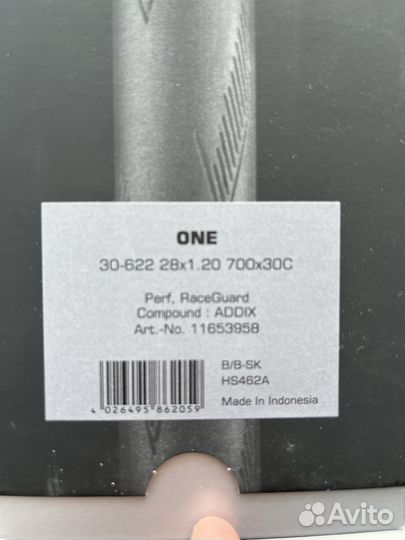 ONE
30-622 28x1.20 700x30C
Perf, RaceGuard
Compound : ADDIX
Art.-No. 11653958
B/B-SK
HS462A
4 026495 862059
Made In Indonesia
Avito